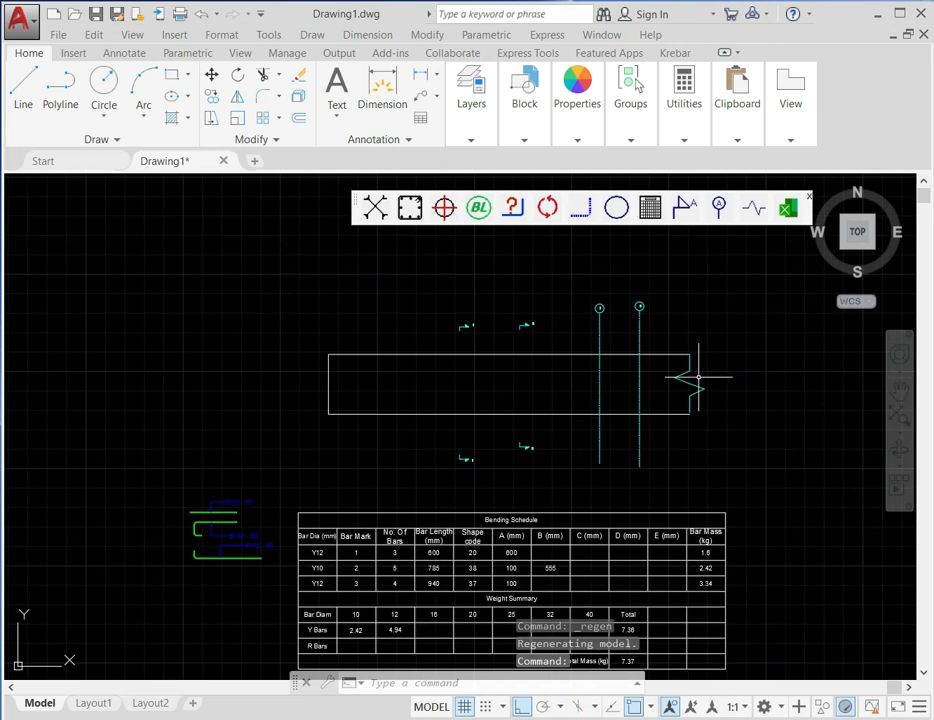 Drawing1.dwg
Type a keyword or phrase
Sign In
File Edit View Insert Format Tools Draw Dimension Modify Parametric Express Window Help
Home Insert Annotate Parametric View Manage Output Add-ins Collaborate Express Tools Featured Apps Krebar
Line Polyline Circle Arc Text Dimension Layers Block Properties Groups Utilities Clipboard View
Draw Modify Annotation
Start Drawing1*
BL
A
N
W TOP E
S
WCS
Bending Schedule
Bar Dia (mm) Bar Mark No. Of Bars Bar Length (mm) Shape code A (mm) B (mm) C (mm) D (mm) E (mm) Bar Mass (kg)
Y12 1 3 600 20 600 1.6
Y10 2 5 785 38 100 555 2.42
Y12 3 4 940 37 100 3.34
Weight Summary
Bar Diam 10 12 16 20 25 32 40 Total
Y Bars 2.42 4.94 7.36
R Bars
7.37
Command: _regen
Regenerating model.
Command:
Y
X
Type a command
Model Layout1 Layout2
MODEL 1:1